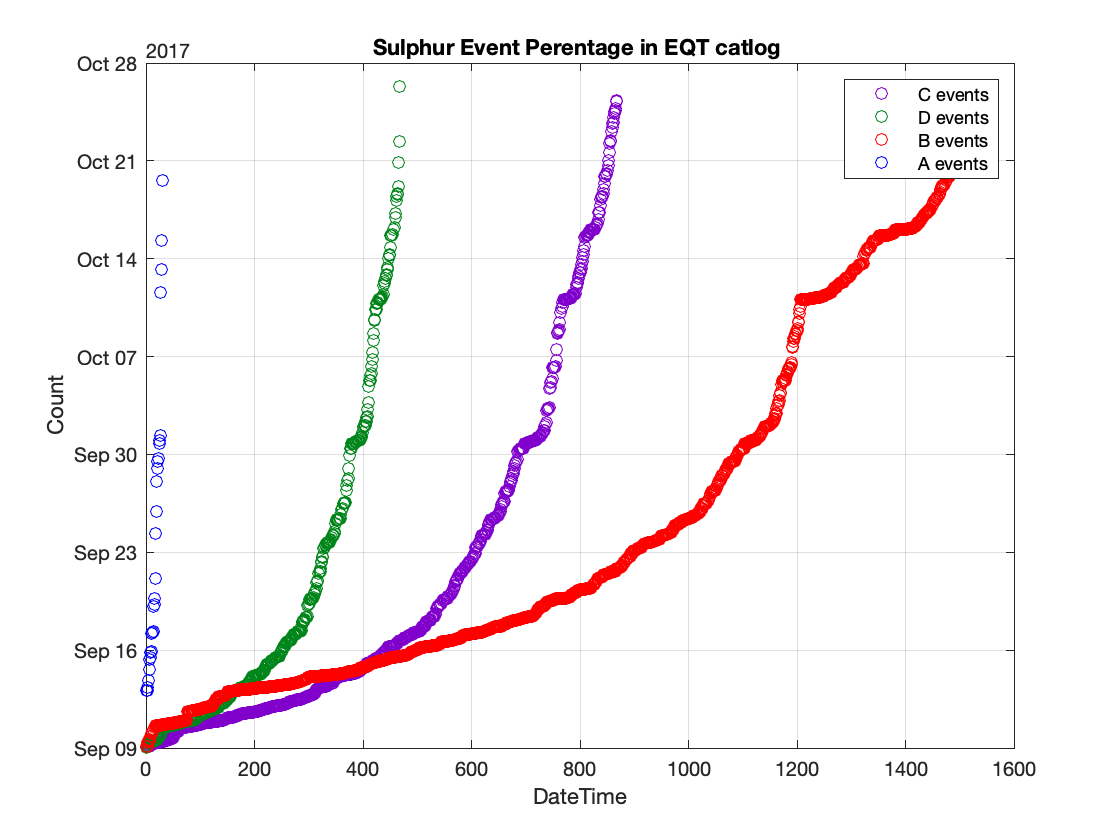 Sulphur Event Perentage in EQT catlog
2017
Oct 28
Oct 21
Oct 14
Oct 07
Sep 30
Sep 23
Sep 16
Sep 09
Count
C events
D events
B events
A events
0 200 400 600 800 1000 1200 1400 1600
DateTime